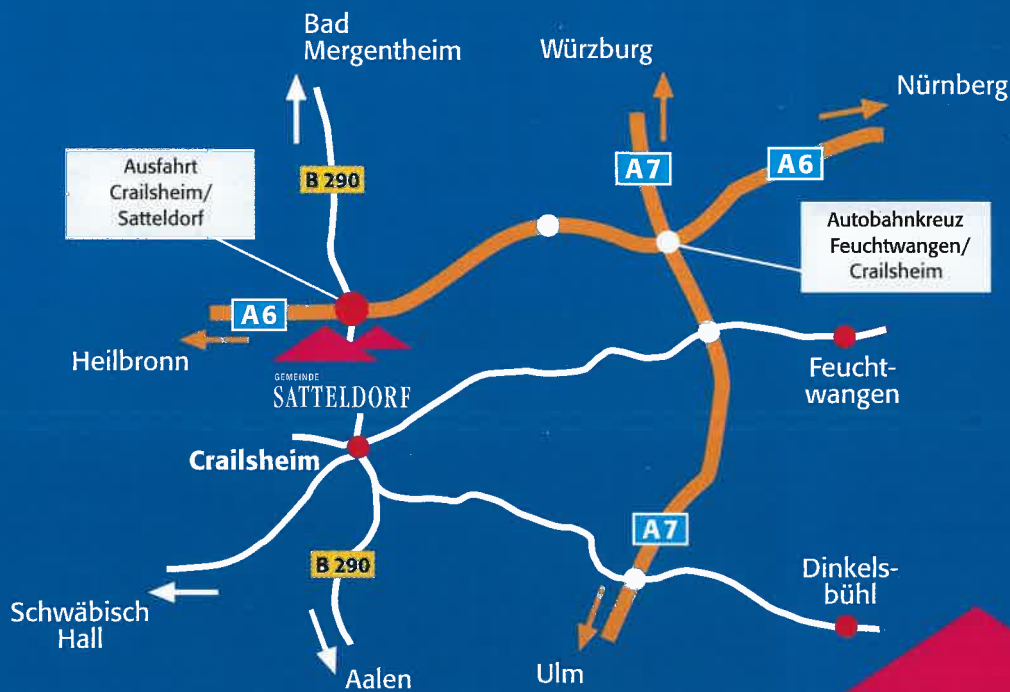 Bad
Mergentheim
Würzburg
Nürnberg
Ausfahrt
Crailsheim/
Satteldorf
B 290
A7
A6
Autobahnkreuz
Feuchtwangen/
Crailsheim
A6
Heilbronn
GEMEINDE
SATTELDORF
Feucht-
wangen
Crailsheim
A7
B 290
Dinkels-
bühl
Schwäbisch
Hall
Aalen
Ulm